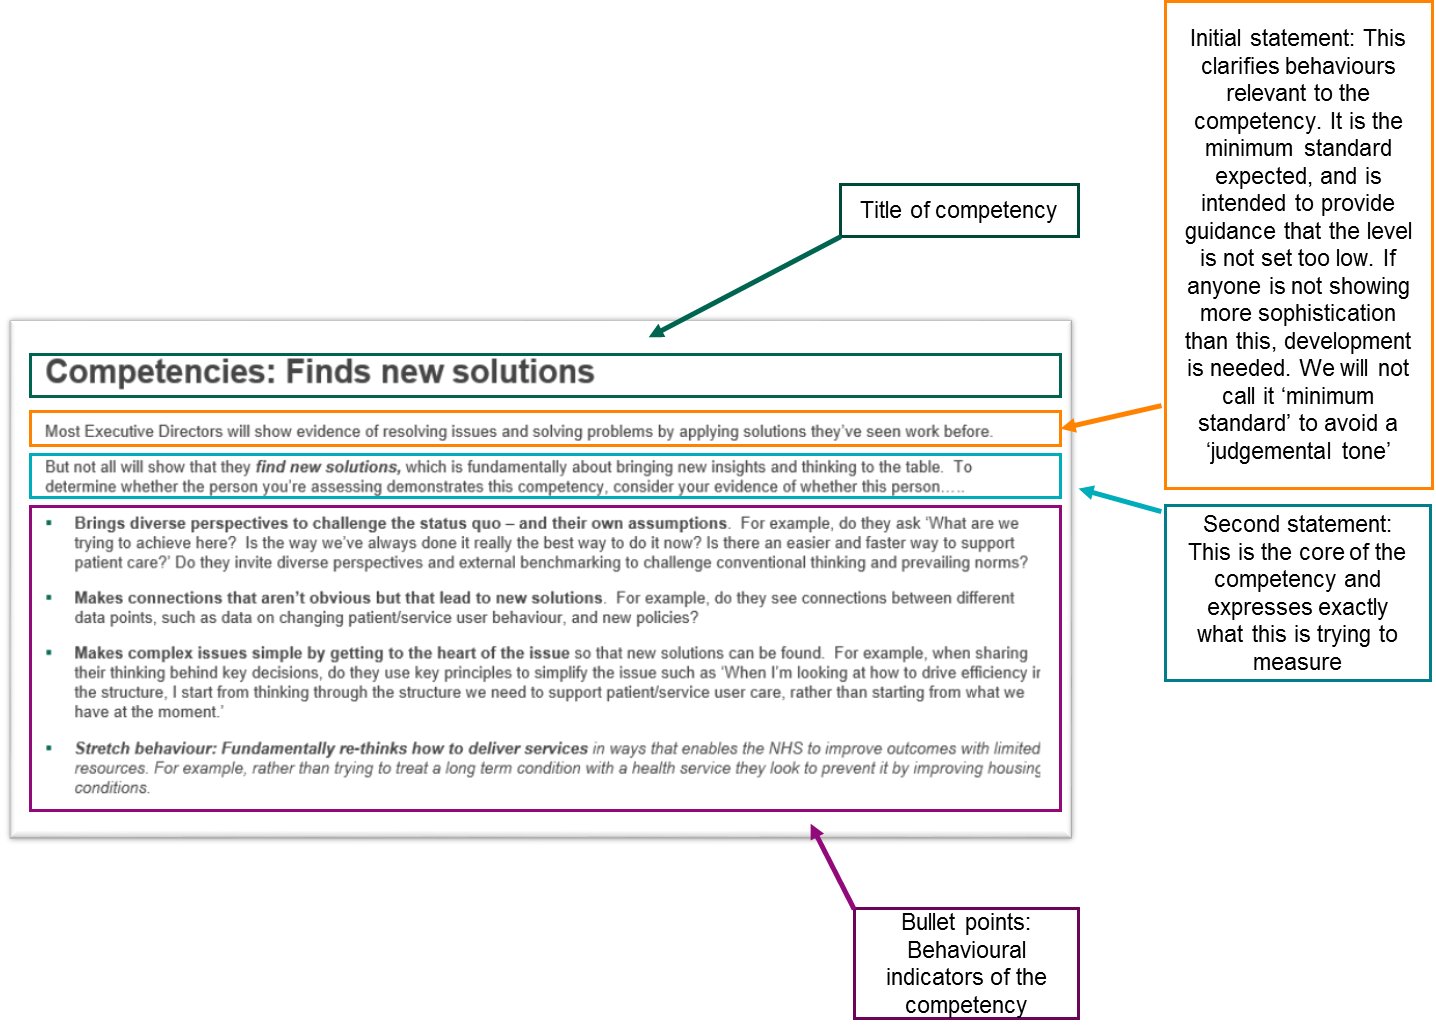 Initial statement: This
clarifies behaviours
relevant to the
competency. It is the
minimum standard
expected, and is
intended to provide
guidance that the level
is not set too low. If
anyone is not showing
more sophistication
than this, development
is needed. We will not
call it ‘minimum
standard’ to avoid a
‘judgemental tone’
Title of competency
Competencies: Finds new solutions
Most Executive Directors will show evidence of resolving issues and solving problems by applying solutions they’ve seen work before.
But not all will show that they find new solutions, which is fundamentally about bringing new insights and thinking to the table. To
determine whether the person you’re assessing demonstrates this competency, consider your evidence of whether this person…..
Second statement:
This is the core of the
competency and
expresses exactly
what this is trying to
measure
▪ Brings diverse perspectives to challenge the status quo – and their own assumptions. For example, do they ask ‘What are we
trying to achieve here? Is the way we’ve always done it really the best way to do it now? Is there an easier and faster way to support
patient care?’ Do they invite diverse perspectives and external benchmarking to challenge conventional thinking and prevailing norms?
▪ Makes connections that aren’t obvious but that lead to new solutions. For example, do they see connections between different
data points, such as data on changing patient/service user behaviour, and new policies?
▪ Makes complex issues simple by getting to the heart of the issue so that new solutions can be found. For example, when sharing
their thinking behind key decisions, do they use key principles to simplify the issue such as ‘When I’m looking at how to drive efficiency in
the structure, I start from thinking through the structure we need to support patient/service user care, rather than starting from what we
have at the moment.’
▪ Stretch behaviour: Fundamentally re-thinks how to deliver services in ways that enables the NHS to improve outcomes with limited
resources. For example, rather than trying to treat a long term condition with a health service they look to prevent it by improving housing
conditions.
Bullet points:
Behavioural
indicators of the
competency